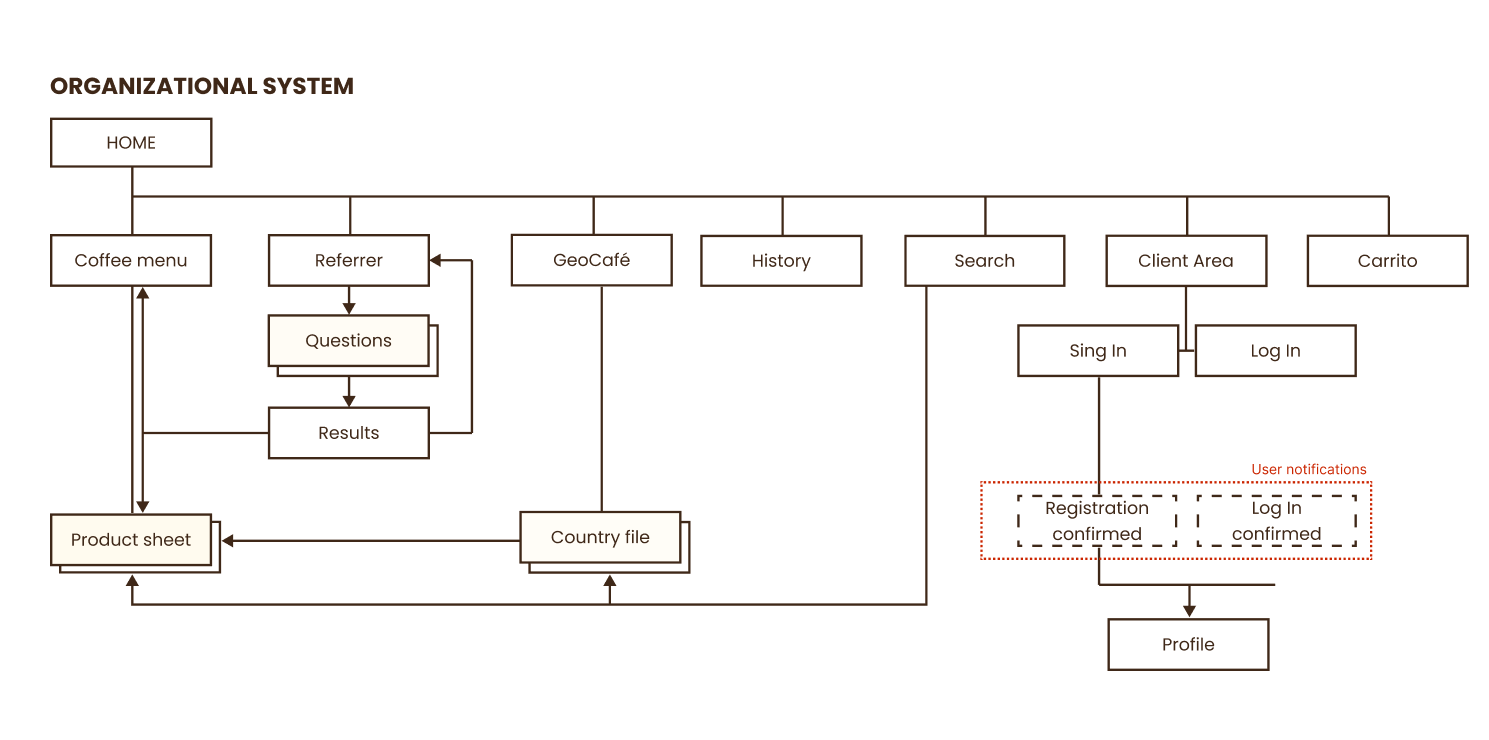 ORGANIZATIONAL SYSTEM
HOME
Coffee menu
Referrer
GeoCafé
History
Search
Client Area
Carrito
Questions
Sing In
Log In
Results
User notifications
Registration
confirmed
Log In
confirmed
Product sheet
Country file
Profile